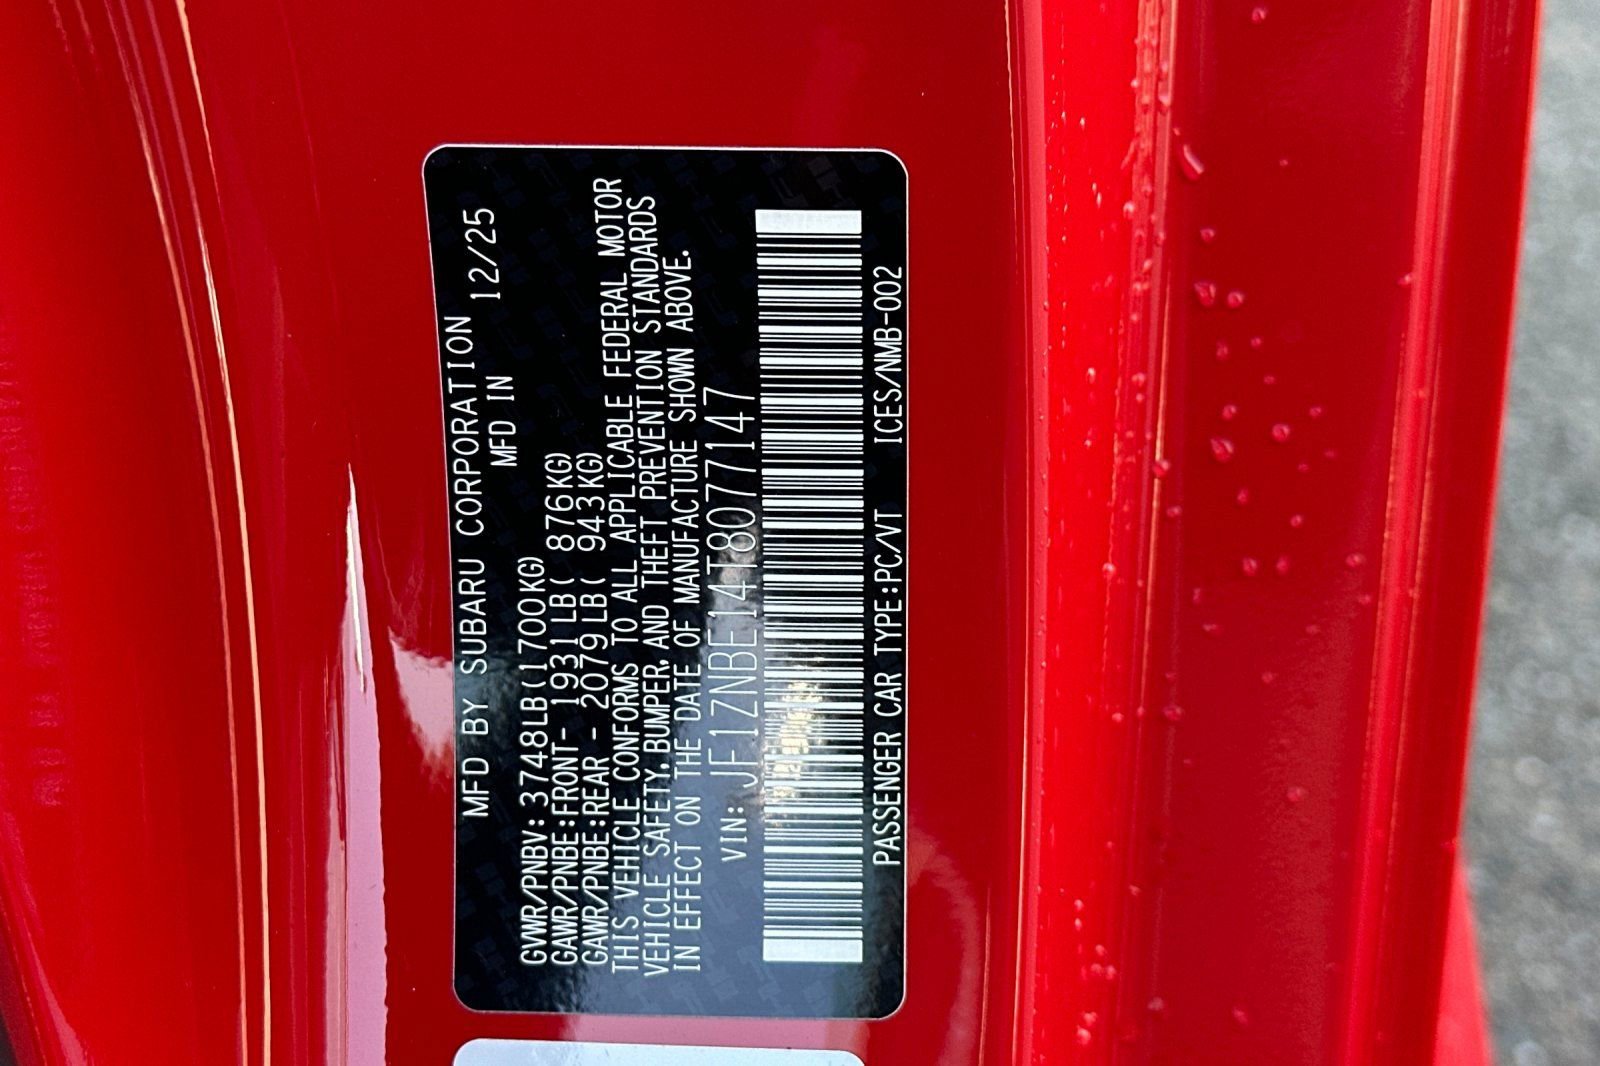 MFD BY SUBARU CORPORATION
MFD IN 12/25
GVWR/PNBV: 3748LB(1700KG)
GAWR/PNBE:FRONT- 1931LB( 876KG)
GAWR/PNBE:REAR - 2079LB( 943KG)
THIS VEHICLE CONFORMS TO ALL APPLICABLE FEDERAL MOTOR
VEHICLE SAFETY, BUMPER, AND THEFT PREVENTION STANDARDS
IN EFFECT ON THE DATE OF MANUFACTURE SHOWN ABOVE.
VIN: JF1ZNBE14T8077147
PASSENGER CAR TYPE:PC/VT ICES/NMB-002